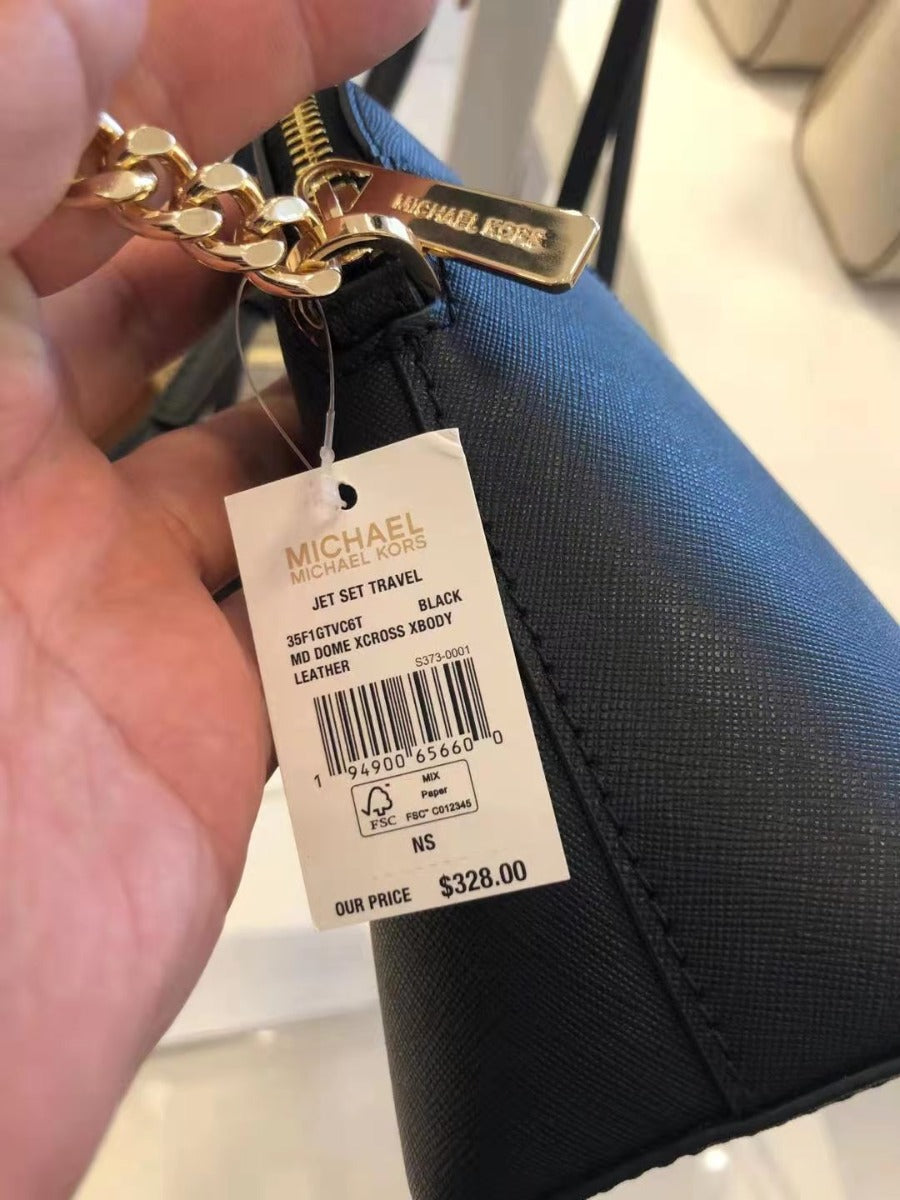 MICHAEL KORS
MICHAEL
MICHAEL KORS
JET SET TRAVEL
35F1GTVC6T BLACK
MD DOME XCROSS XBODY
LEATHER S373-0001
1 94900 65660 0
FSC
MIX
Paper
FSC™ C012345
NS
OUR PRICE $328.00